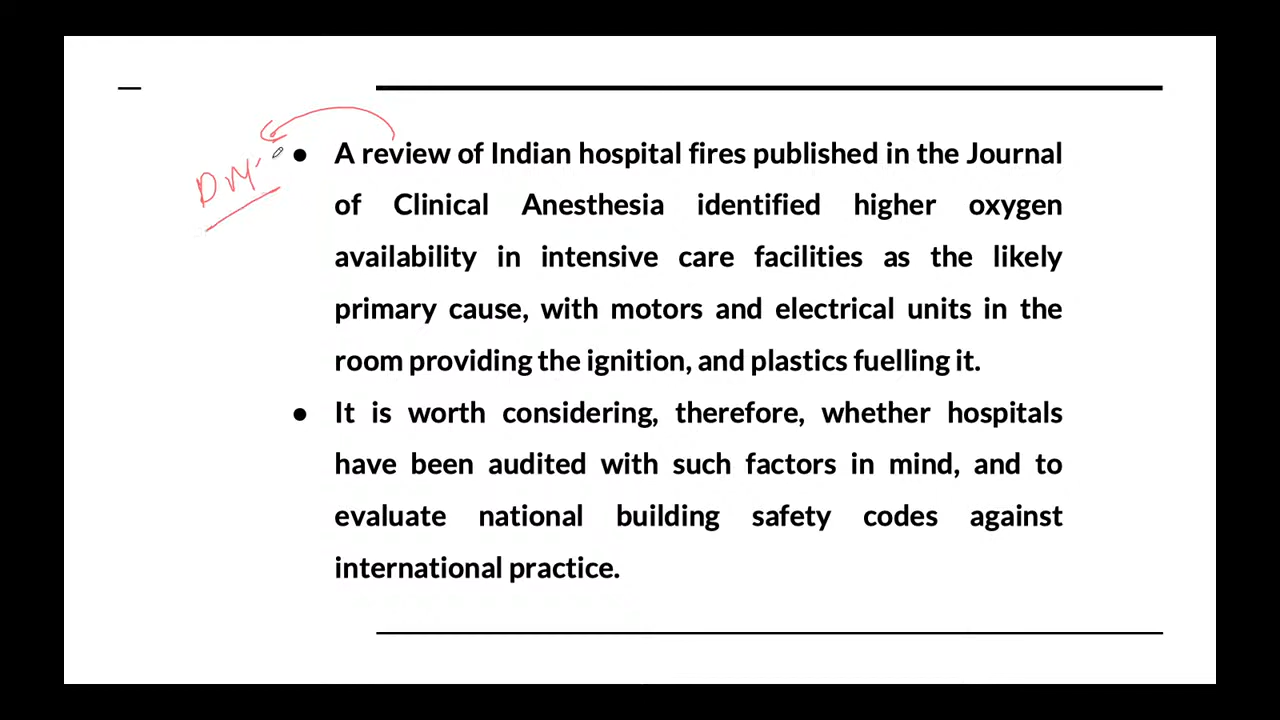 DM.
● A review of Indian hospital fires published in the Journal
of Clinical Anesthesia identified higher oxygen
availability in intensive care facilities as the likely
primary cause, with motors and electrical units in the
room providing the ignition, and plastics fuelling it.
● It is worth considering, therefore, whether hospitals
have been audited with such factors in mind, and to
evaluate national building safety codes against
international practice.